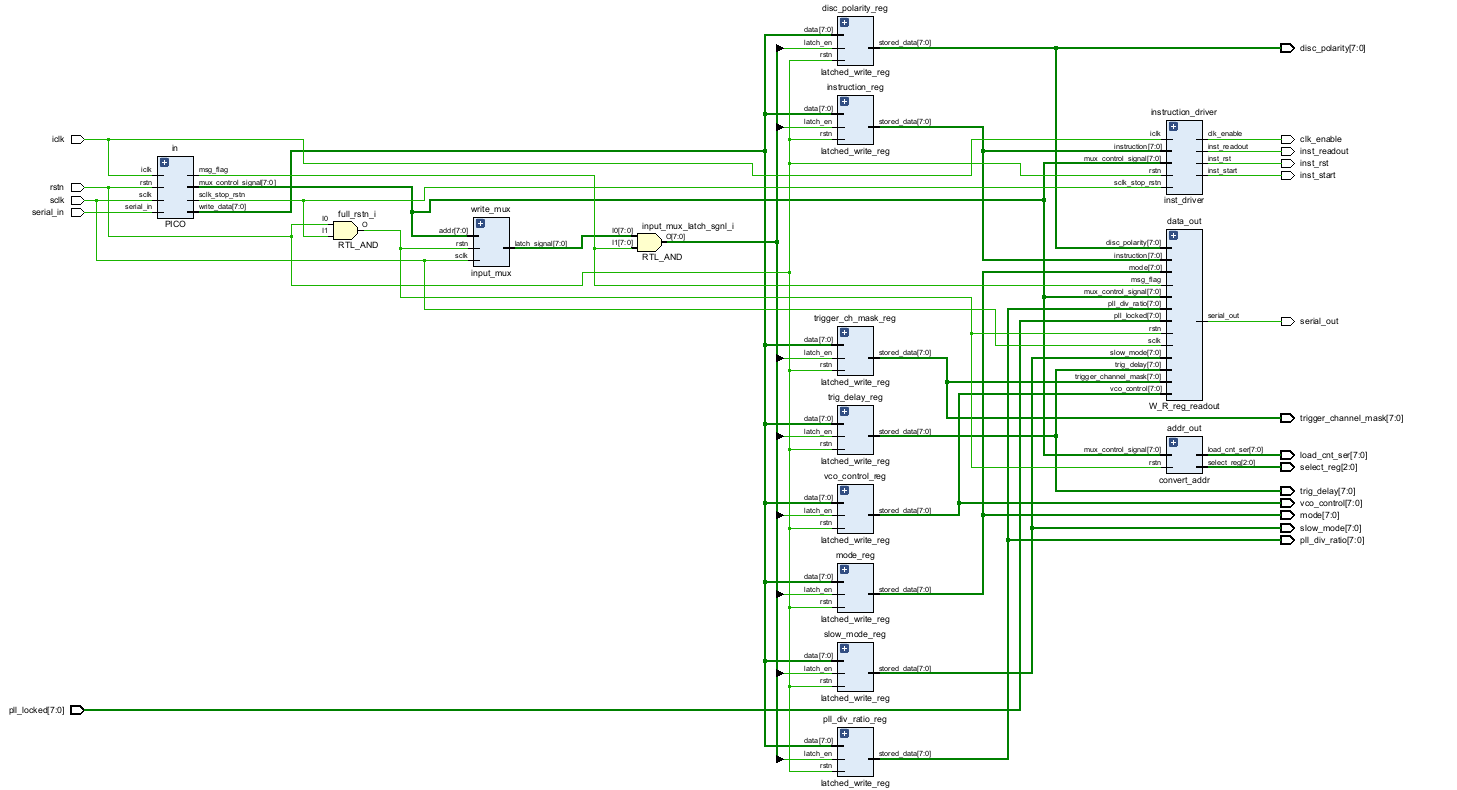 disc_polarity_reg
data[7:0]
latch_en
rstn
stored_data[7:0]
latched_write_reg
disc_polarity[7:0]
instruction_reg
data[7:0]
latch_en
rstn
stored_data[7:0]
latched_write_reg
iclk
rstn
sclk
serial_in
in
iclk
rstn
sclk
serial_in
msg_flag
mux_control_signal[7:0]
sclk_stop_rstn
write_data[7:0]
PICO
full_rstn_i
I0
I1
O
RTL_AND
write_mux
addr[7:0]
rstn
sclk
latch_signal[7:0]
input_mux
input_mux_latch_sgnl_i
I0[7:0]
I1[7:0]
O[7:0]
RTL_AND
instruction_driver
iclk
instruction[7:0]
mux_control_signal[7:0]
rstn
sclk_stop_rstn
clk_enable
inst_readout
inst_rst
inst_start
inst_driver
clk_enable
inst_readout
inst_rst
inst_start
data_out
disc_polarity[7:0]
instruction[7:0]
mode[7:0]
msg_flag
mux_control_signal[7:0]
pll_div_ratio[7:0]
pll_locked[7:0]
rstn
sclk
slow_mode[7:0]
trig_delay[7:0]
trigger_channel_mask[7:0]
vco_control[7:0]
serial_out
W_R_reg_readout
serial_out
trigger_ch_mask_reg
data[7:0]
latch_en
rstn
stored_data[7:0]
latched_write_reg
trigger_channel_mask[7:0]
trig_delay_reg
data[7:0]
latch_en
rstn
stored_data[7:0]
latched_write_reg
addr_out
mux_control_signal[7:0]
rstn
load_cnt_ser[7:0]
select_reg[2:0]
convert_addr
load_cnt_ser[7:0]
select_reg[2:0]
trig_delay[7:0]
vco_control[7:0]
mode[7:0]
slow_mode[7:0]
pll_div_ratio[7:0]
vco_control_reg
data[7:0]
latch_en
rstn
stored_data[7:0]
latched_write_reg
mode_reg
data[7:0]
latch_en
rstn
stored_data[7:0]
latched_write_reg
slow_mode_reg
data[7:0]
latch_en
rstn
stored_data[7:0]
latched_write_reg
pll_locked[7:0]
pll_div_ratio_reg
data[7:0]
latch_en
rstn
stored_data[7:0]
latched_write_reg